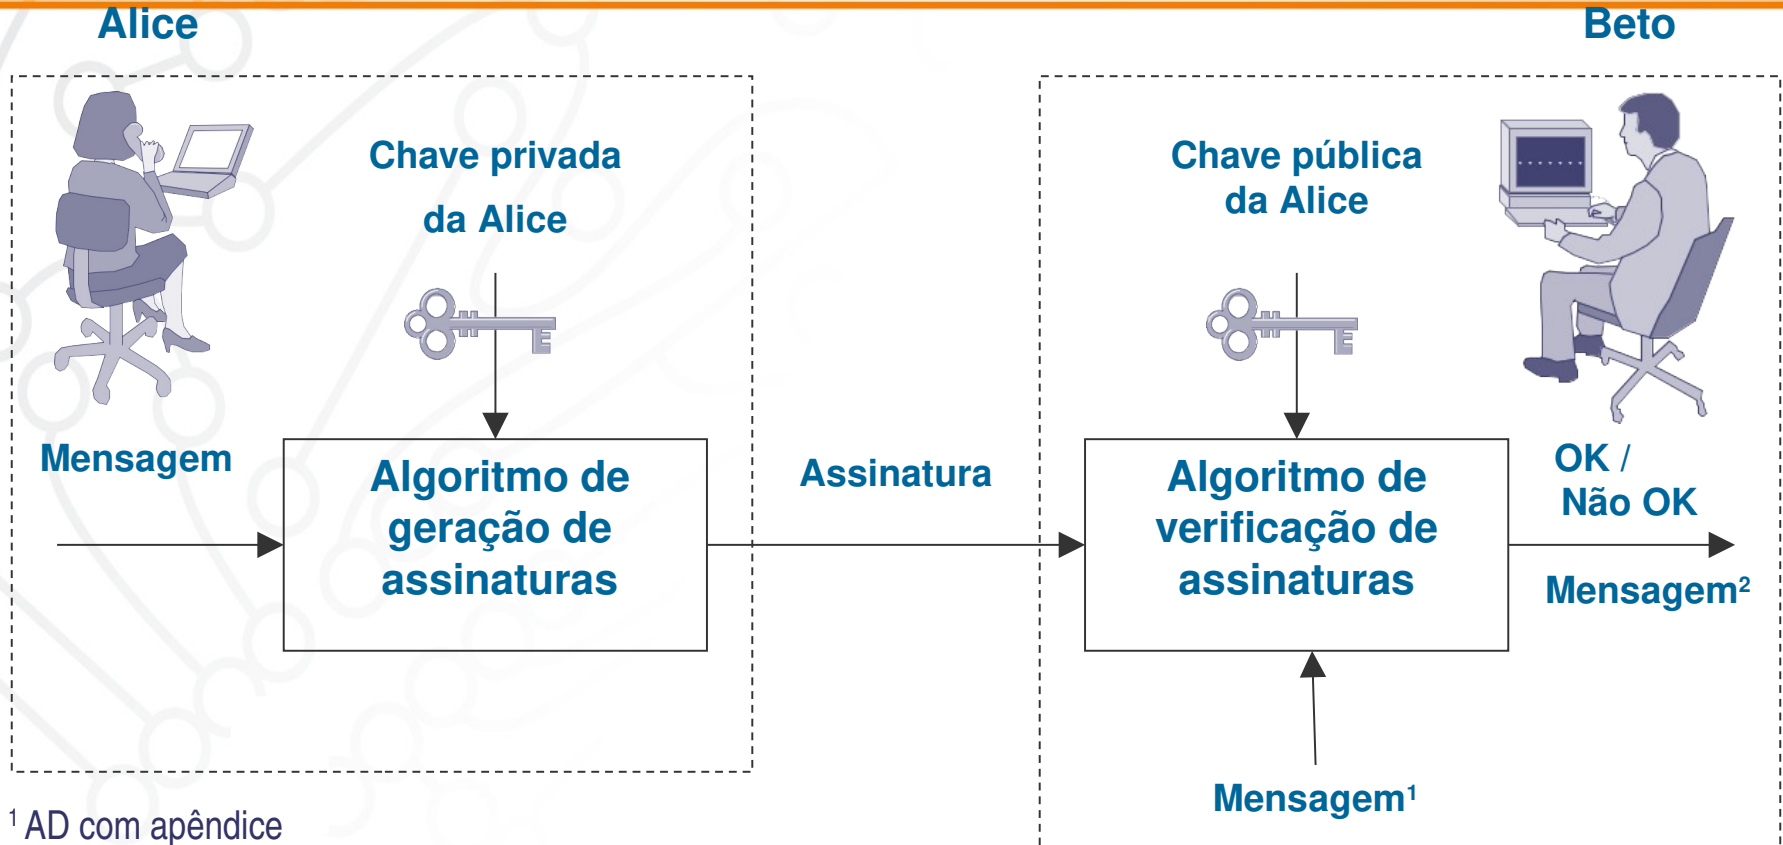 Alice
Beto
Chave privada
da Alice
Chave pública
da Alice
Mensagem
Algoritmo de
geração de
assinaturas
Assinatura
Algoritmo de
verificação de
assinaturas
OK /
Não OK
Mensagem²
Mensagem¹
¹ AD com apêndice